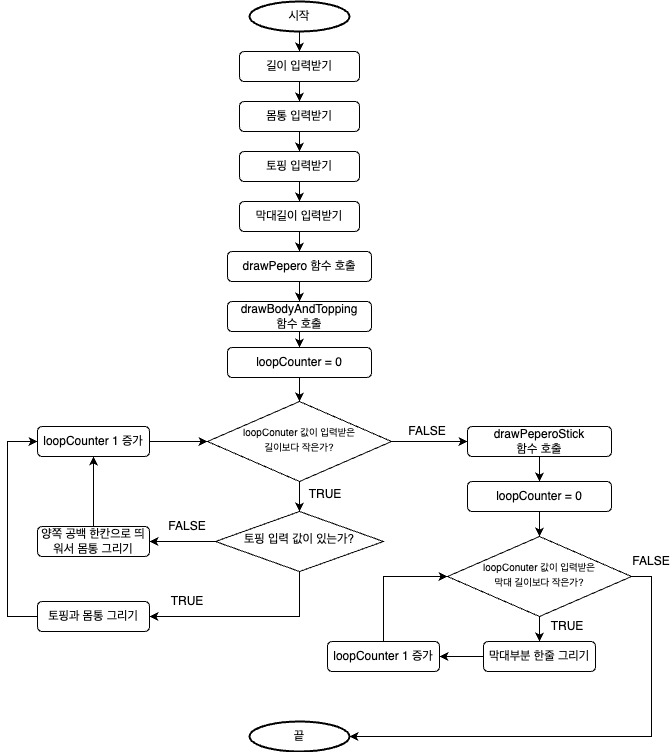 시작
길이 입력받기
몸통 입력받기
토핑 입력받기
막대길이 입력받기
drawPepero 함수 호출
drawBodyAndTopping
함수 호출
loopCounter = 0
loopConuter 값이 입력받은
길이보다 작은가?
loopCounter 1 증가
FALSE
drawPeperoStick
함수 호출
TRUE
loopCounter = 0
토핑 입력 값이 있는가?
FALSE
양쪽 공백 한칸으로 띄
워서 몸통 그리기
TRUE
토핑과 몸통 그리기
loopConuter 값이 입력받은
막대 길이보다 작은가?
FALSE
TRUE
막대부분 한줄 그리기
loopCounter 1 증가
끝